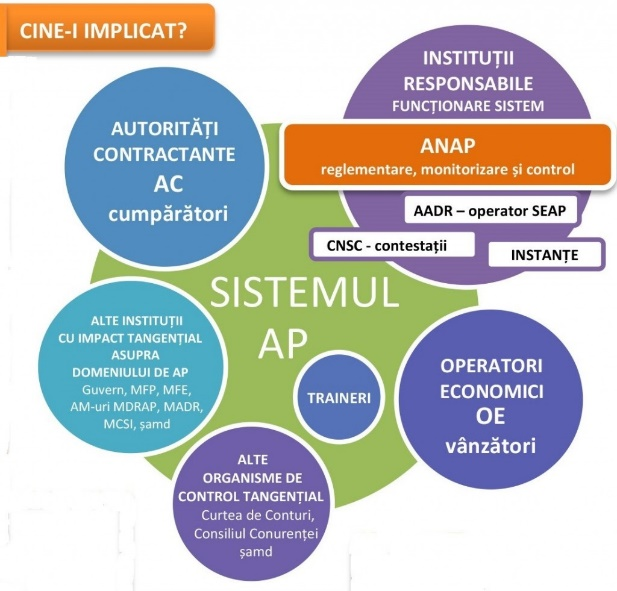 CINE-I IMPLICAT?
INSTITUȚII
RESPONSABILE
FUNCȚIONARE SISTEM
ANAP
reglementare, monitorizare și control
AADR – operator SEAP
CNSC - contestații
INSTANȚE
AUTORITĂȚI
CONTRACTANTE
AC
cumpărători
SISTEMUL
AP
ALTE INSTITUȚII
CU IMPACT TANGENȚIAL
ASUPRA
DOMENIULUI DE AP
Guvern, MFP, MFE,
AM-uri MDRAP, MADR,
MCSI, șamd
TRAINERI
OPERATORI
ECONOMICI
OE
vânzători
ALTE
ORGANISME DE
CONTROL TANGENȚIAL
Curtea de Conturi,
Consiliul Conurenței
șamd